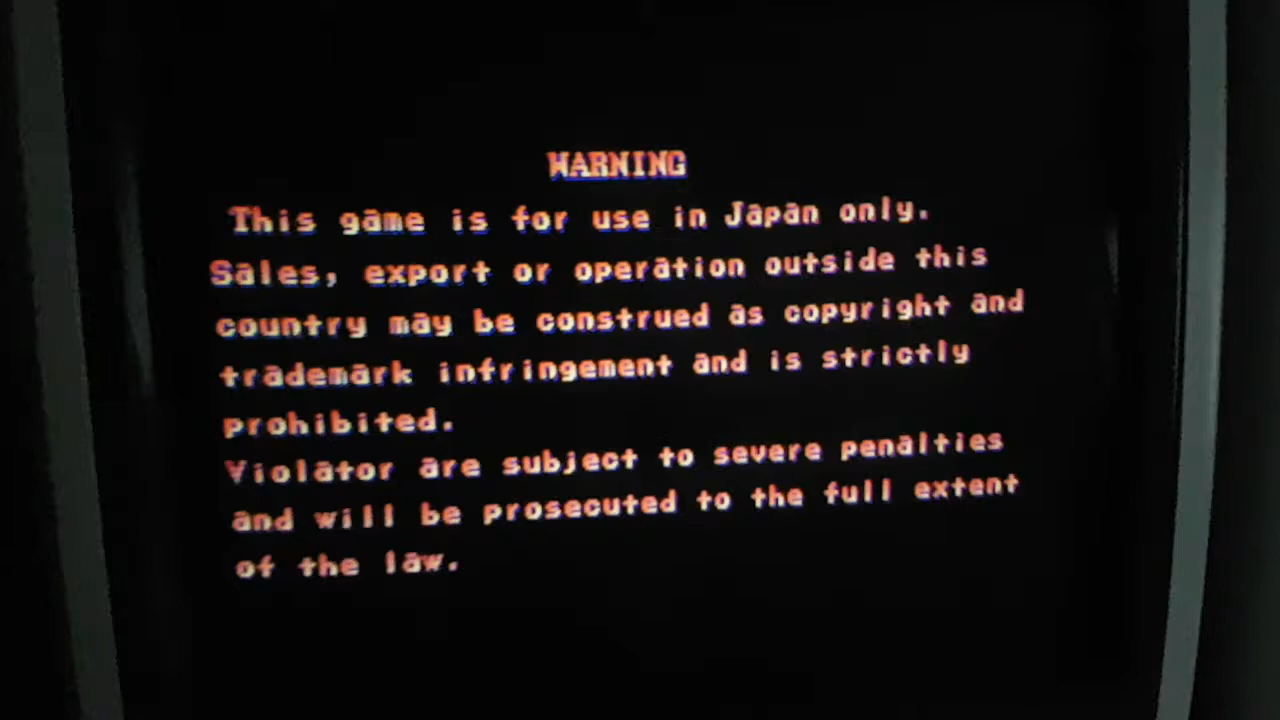 WARNING
This game is for use in Japan only.
Sales, export or operation outside this
country may be construed as copyright and
trademark infringement and is strictly
prohibited.
Violator are subject to severe penalties
and will be prosecuted to the full extent
of the law.